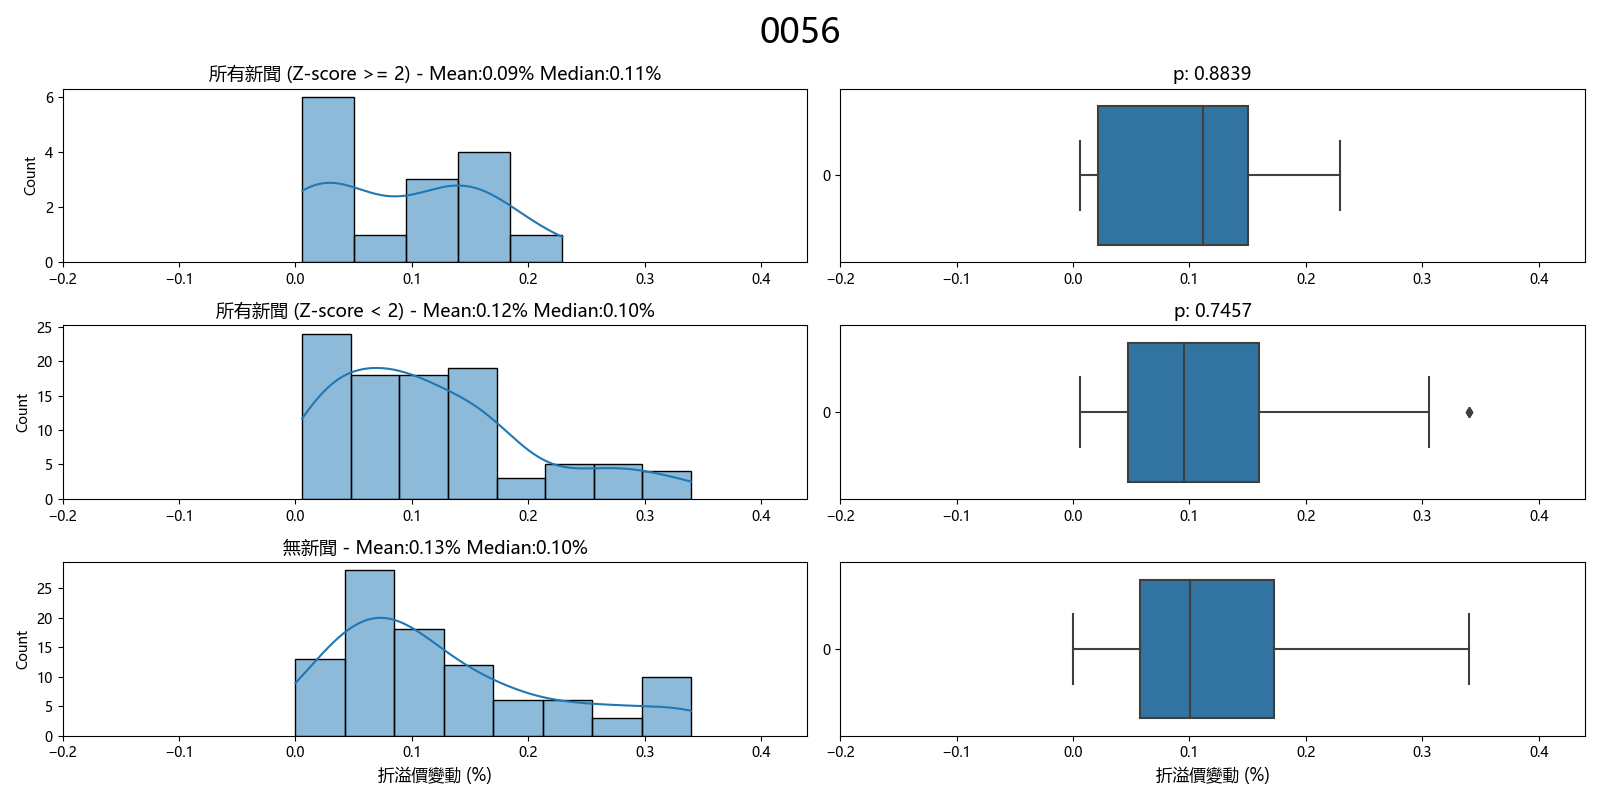 0056
所有新聞 (Z-score >= 2) - Mean:0.09% Median:0.11%
p: 0.8839
Count
6
4
2
0
−0.2 −0.1 0.0 0.1 0.2 0.3 0.4
0
−0.2 −0.1 0.0 0.1 0.2 0.3 0.4
所有新聞 (Z-score < 2) - Mean:0.12% Median:0.10%
p: 0.7457
Count
25
20
15
10
5
0
−0.2 −0.1 0.0 0.1 0.2 0.3 0.4
0
−0.2 −0.1 0.0 0.1 0.2 0.3 0.4
無新聞 - Mean:0.13% Median:0.10%
Count
25
20
15
10
5
0
−0.2 −0.1 0.0 0.1 0.2 0.3 0.4
折溢價變動 (%)
0
−0.2 −0.1 0.0 0.1 0.2 0.3 0.4
折溢價變動 (%)